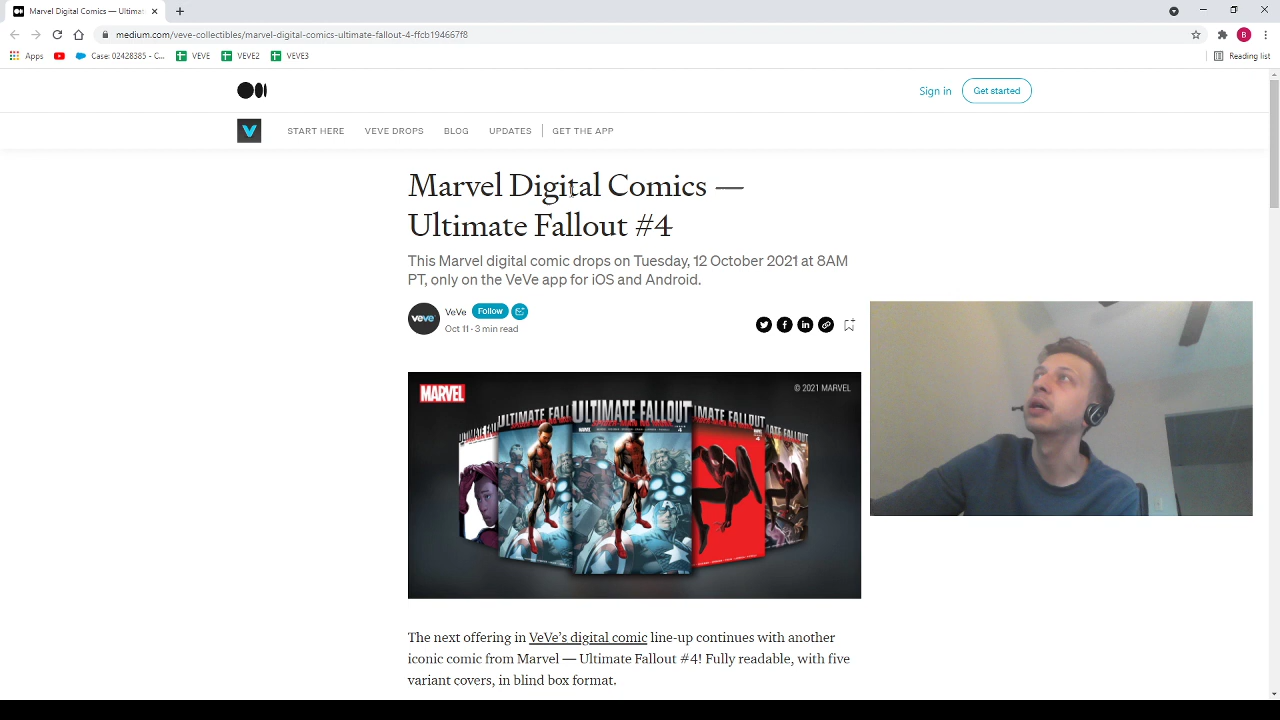 Marvel Digital Comics — Ultimat
medium.com/veve-collectibles/marvel-digital-comics-ultimate-fallout-4-ffcb194667f8
B
Apps
Case: 02428385 - C...
VEVE
VEVE2
VEVE3
Reading list
Sign in
Get started
V
START HERE
VEVE DROPS
BLOG
UPDATES
GET THE APP
Marvel Digital Comics —
Ultimate Fallout #4
This Marvel digital comic drops on Tuesday, 12 October 2021 at 8AM
PT, only on the VeVe app for iOS and Android.
veve
VeVe
Follow
Oct 11 · 3 min read
MARVEL
© 2021 MARVEL
ULTIMATE FALL
ULTIMATE FALLOUT
IMATE FALLOUT
The next offering in VeVe's digital comic line-up continues with another
iconic comic from Marvel — Ultimate Fallout #4! Fully readable, with five
variant covers, in blind box format.